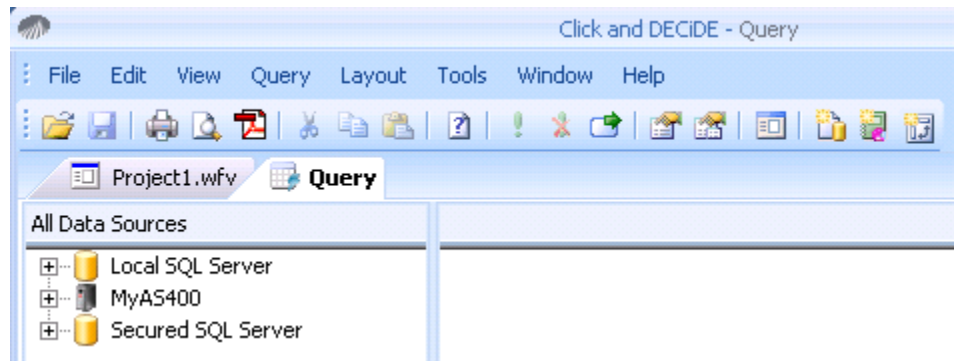 Click and DECiDE - Query
File Edit View Query Layout Tools Window Help
Project1.wfv Query
All Data Sources
Local SQL Server
MyAS400
Secured SQL Server